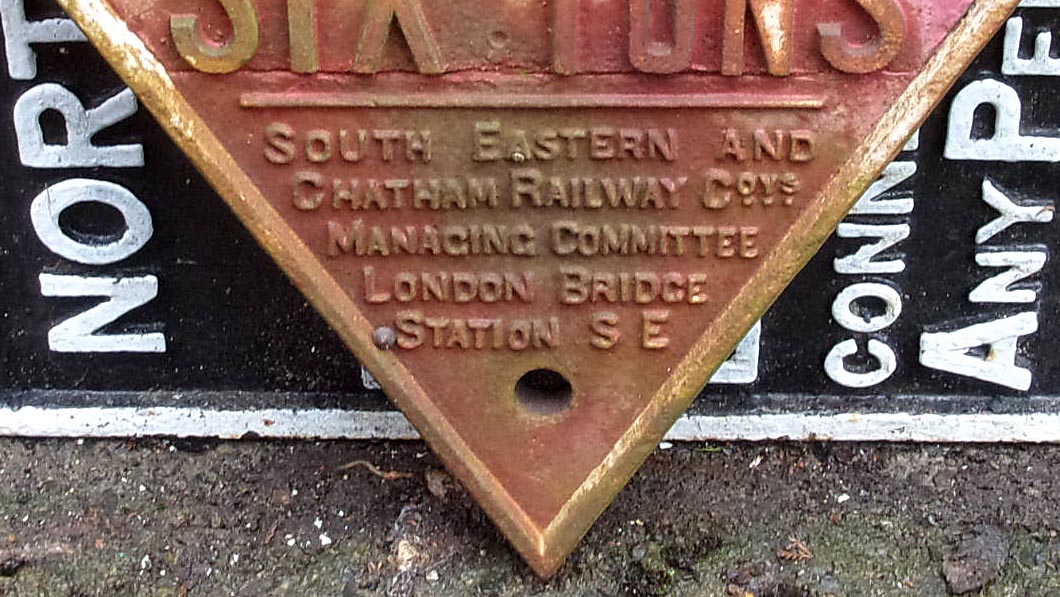 SIX TONS
SOUTH EASTERN AND
CHATHAM RAILWAY COYS
MANAGING COMMITTEE
LONDON BRIDGE
STATION S E
NORT
CONN
ANY PE